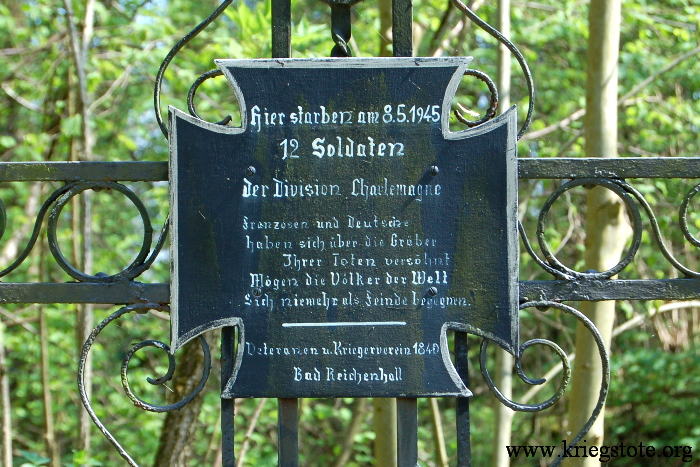 Hier starben am 8.5.1945
12 Soldaten
der Division Charlemagne
Franzosen und Deutsche
haben sich über die Gräber
Ihrer Toten versöhnt
Mögen die Völker der Welt
Sich niemehr als Feinde begegnen.
Veteranen u. Kriegerverein 1840
Bad Reichenhall
www.kriegstote.org